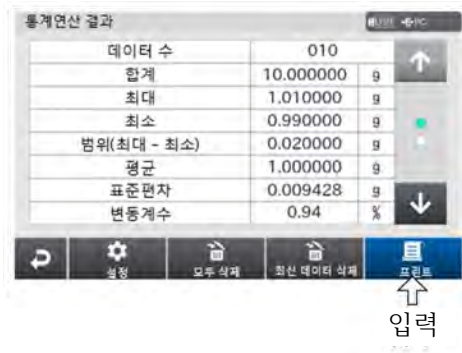 통계연산 결과
데이터 수 010
합계 10.000000 g
최대 1.010000 g
최소 0.990000 g
범위(최대 - 최소) 0.020000 g
평균 1.000000 g
표준편차 0.009428 g
변동계수 0.94 %
설정 모두 삭제 최신 데이터 삭제 프린트
입력